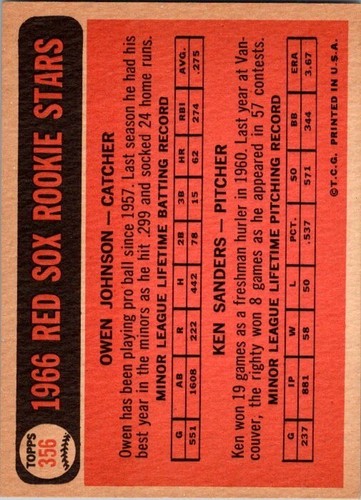 TOPPS
356
1966 RED SOX ROOKIE STARS
OWEN JOHNSON—CATCHER
Owen has been playing pro ball since 1957. Last season he had his
best year in the minors as he hit .299 and socked 24 home runs.
MINOR LEAGUE LIFETIME BATTING RECORD
G AB R H 2B 3B HR RBI AVG.
551 1608 222 442 78 15 62 274 .275
KEN SANDERS—PITCHER
Ken won 19 games as a freshman hurler in 1960. Last year at Van-
couver, the righty won 8 games as he appeared in 57 contests.
MINOR LEAGUE LIFETIME PITCHING RECORD
G IP W L PCT. SO BB ERA
237 881 58 50 .537 571 344 3.67
©T.C.G. PRINTED IN U.S.A.